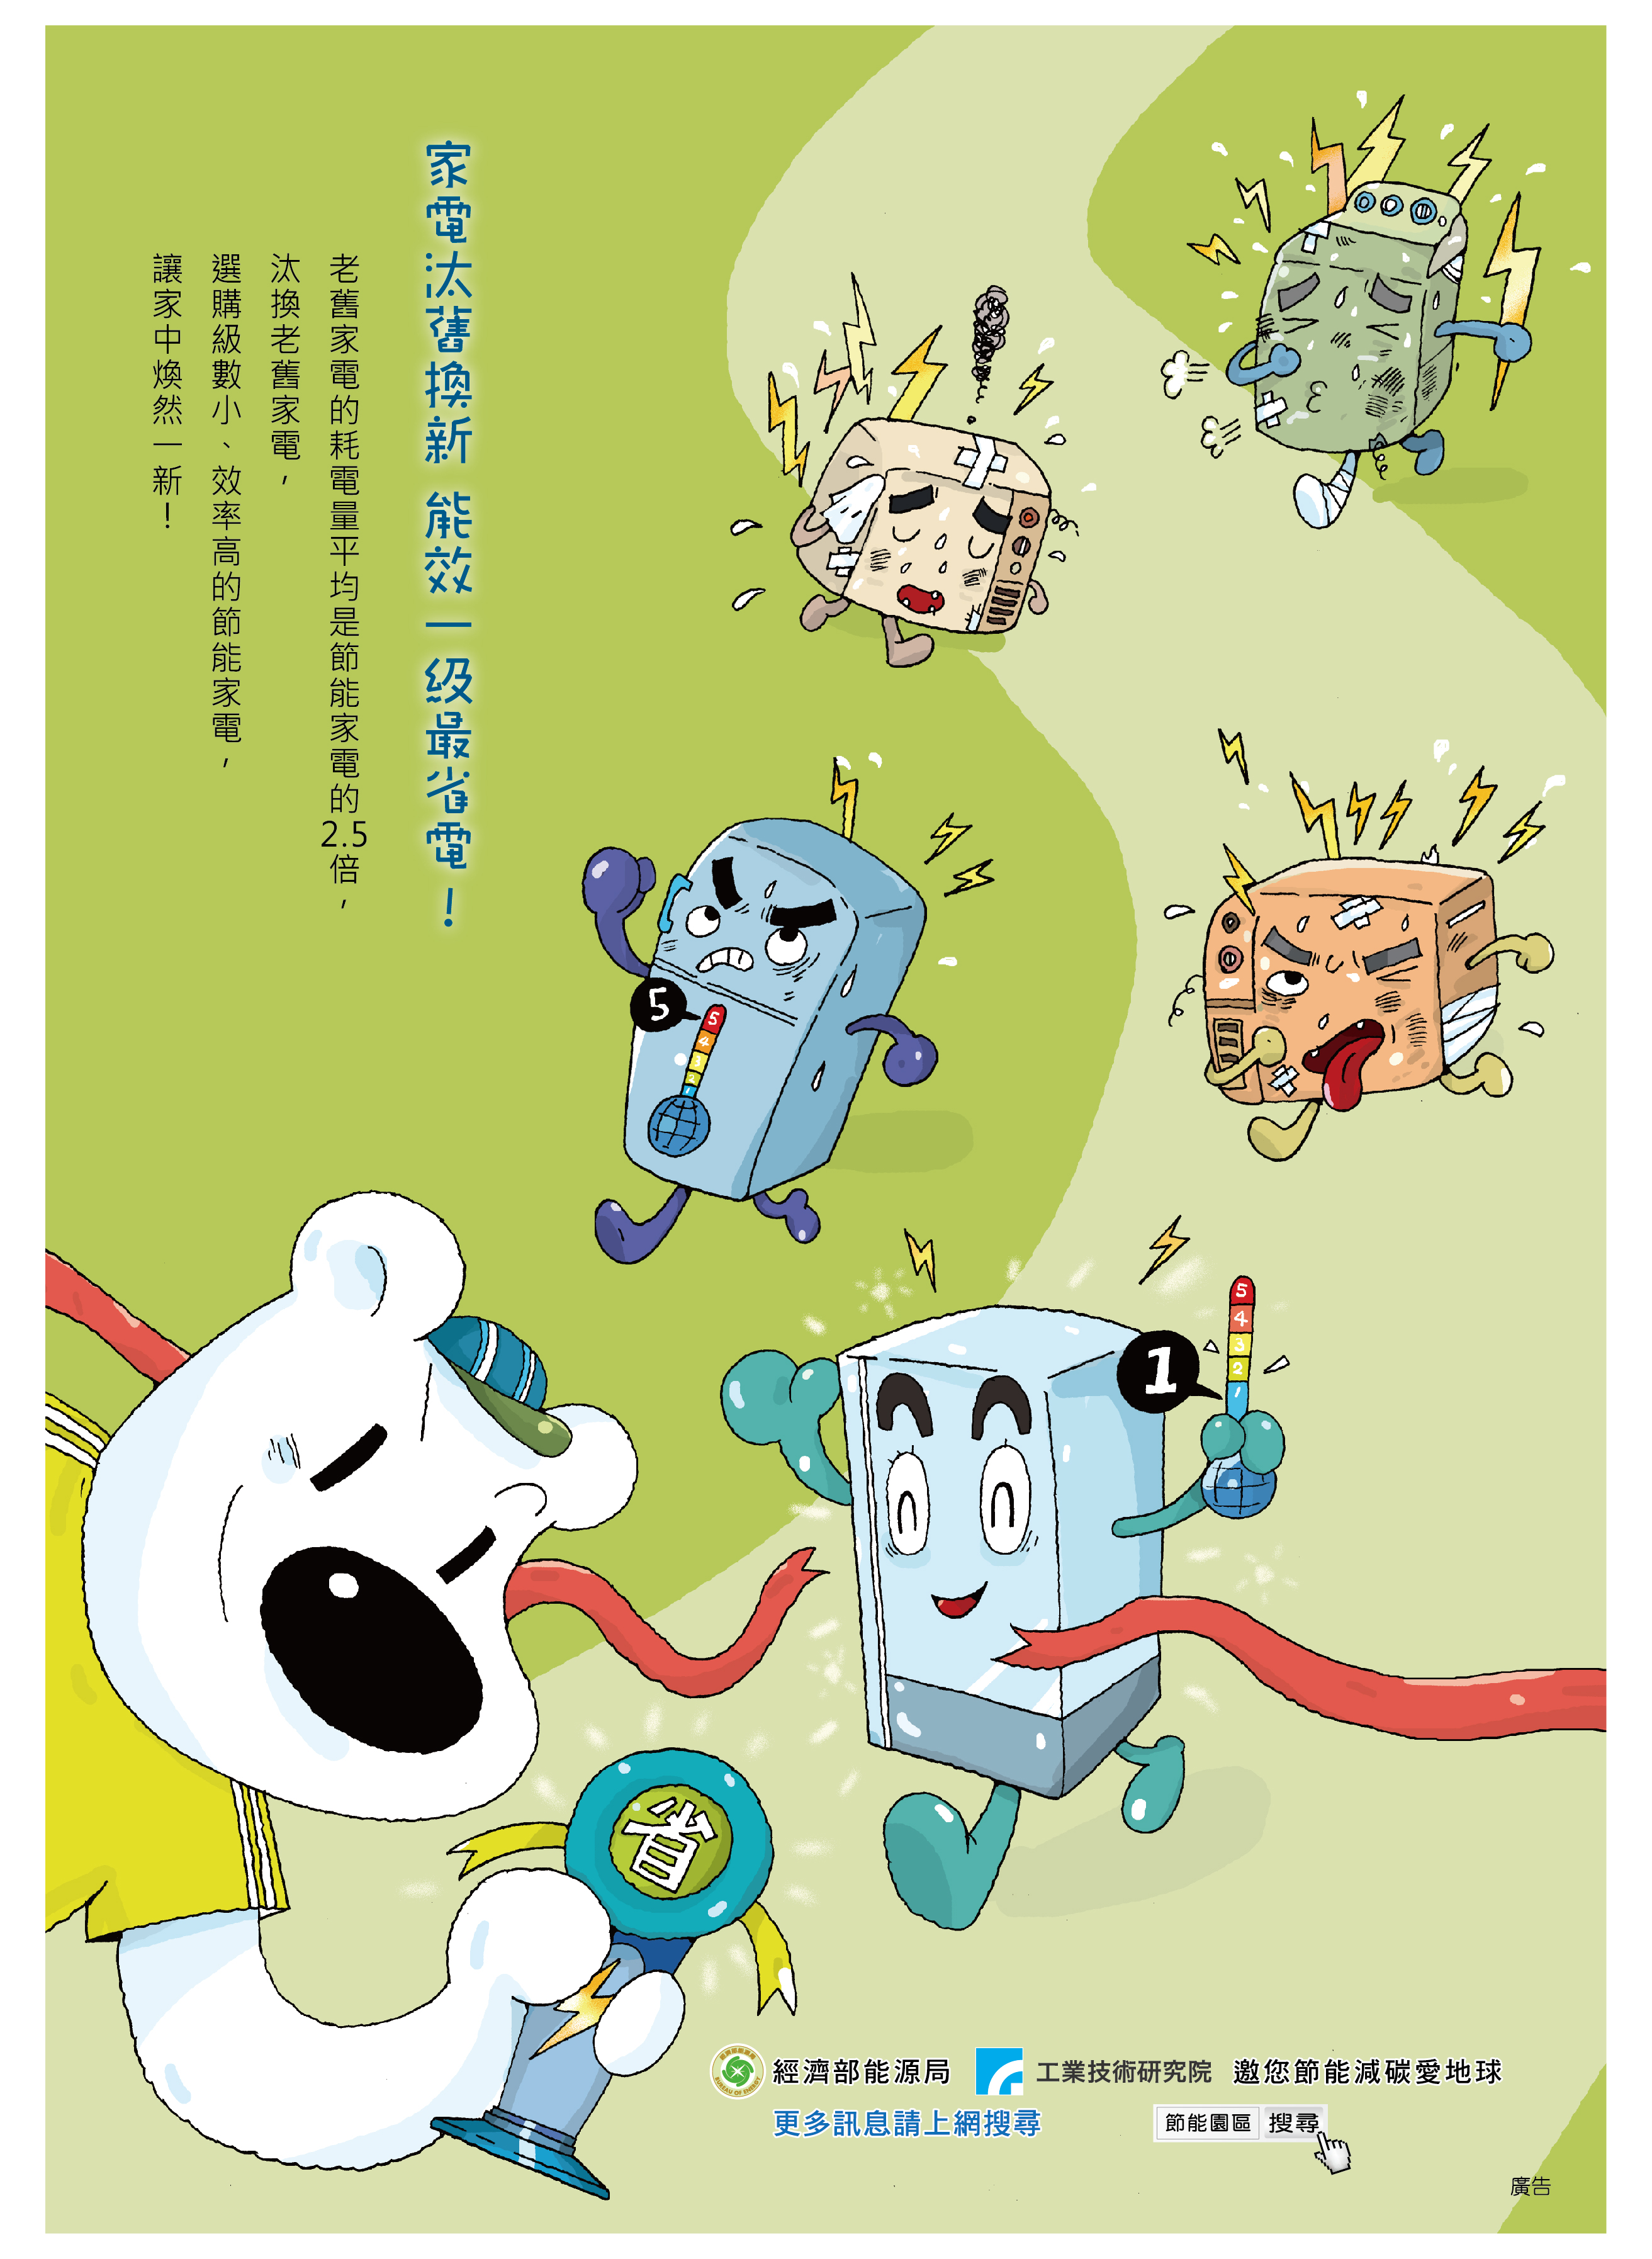 家電汰舊換新 能效一級最省電！
老舊家電的耗電量平均是節能家電的2.5倍，
汰換老舊家電，
選購級數小、效率高的節能家電，
讓家中煥然一新！
5
5
4
3
2
1
1
5
4
3
2
1
省
經濟部能源局 工業技術研究院 邀您節能減碳愛地球
BUREAU OF ENERGY
更多訊息請上網搜尋 節能園區 搜尋
廣告